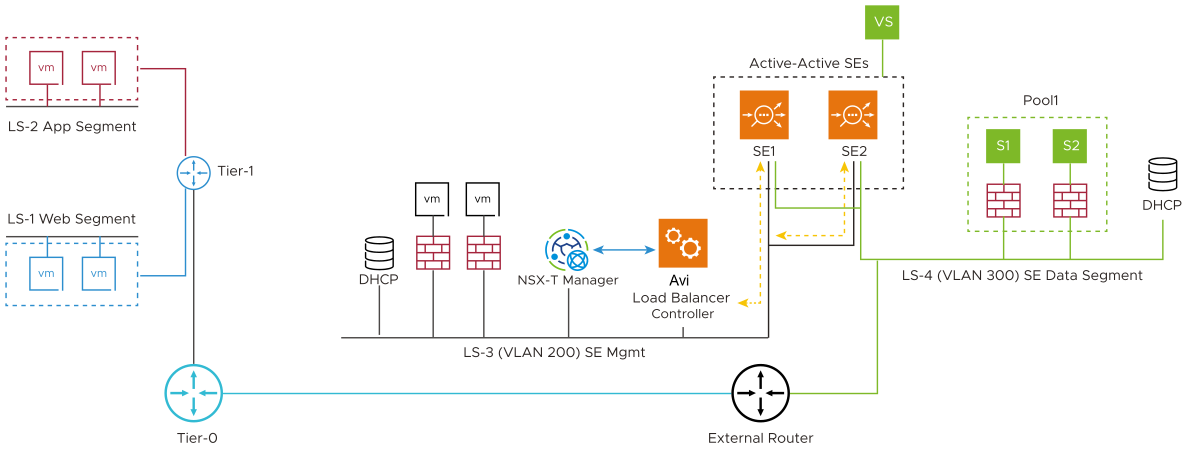 VS
vm
vm
LS-2 App Segment
Active-Active SEs
SE1
SE2
Pool1
S1
S2
DHCP
Tier-1
LS-1 Web Segment
vm
vm
vm
vm
DHCP
NSX-T Manager
Avi
Load Balancer
Controller
LS-4 (VLAN 300) SE Data Segment
LS-3 (VLAN 200) SE Mgmt
Tier-0
External Router